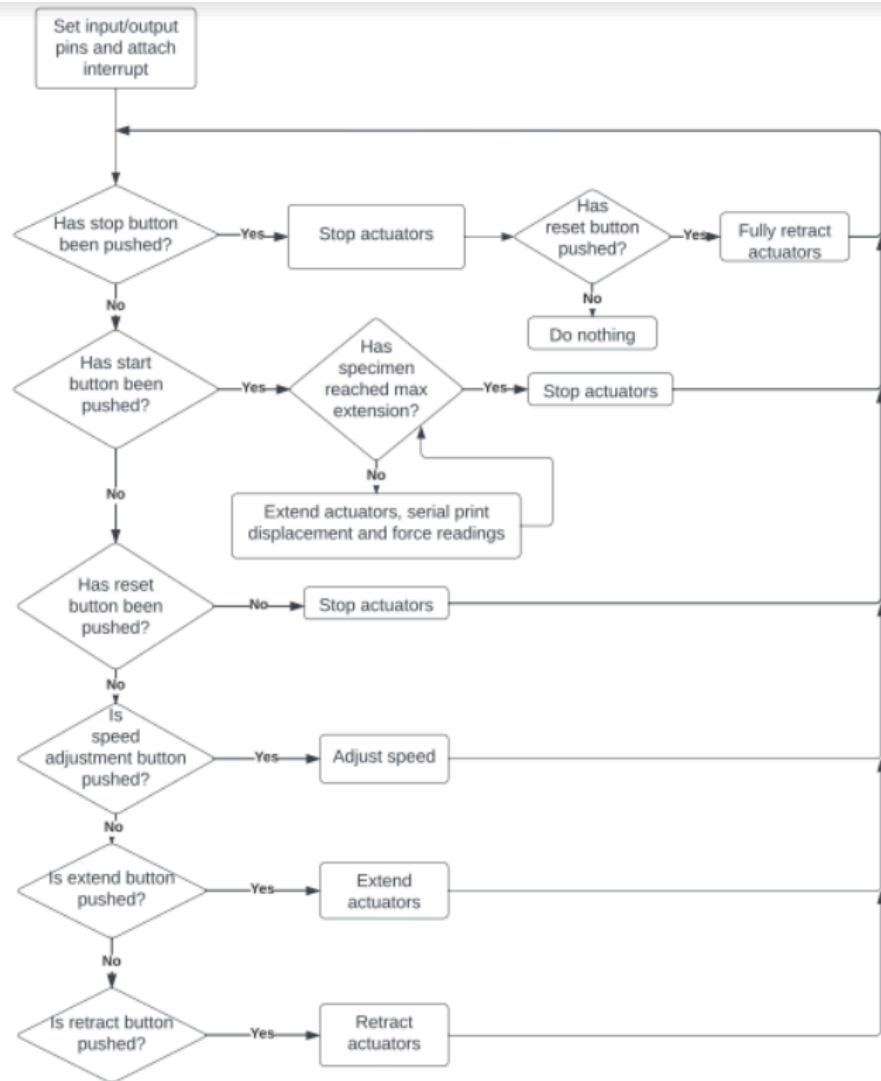 Set input/output
pins and attach
interrupt
Has stop button
been pushed?
Yes
Stop actuators
Has
reset button
pushed?
Yes
Fully retract
actuators
No
No
Do nothing
Has start
button been
pushed?
Yes
Has
specimen
reached max
extension?
Yes
Stop actuators
No
No
Extend actuators, serial print
displacement and force readings
Has reset
button been
pushed?
No
Stop actuators
No
Is
speed
adjustment button
pushed?
Yes
Adjust speed
No
Is extend button
pushed?
Yes
Extend
actuators
No
Is retract button
pushed?
Yes
Retract
actuators